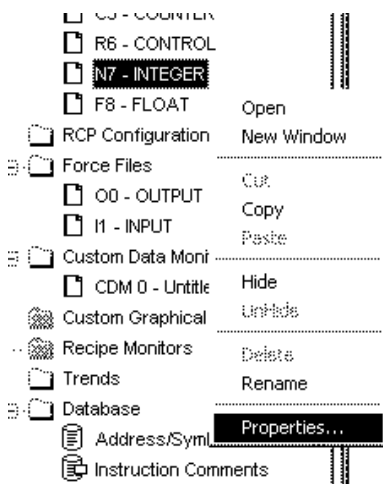 C5 - COUNTER
R6 - CONTROL
N7 - INTEGER
F8 - FLOAT
RCP Configuration
Force Files
O0 - OUTPUT
I1 - INPUT
Custom Data Moni
CDM 0 - Untitle
Custom Graphical
Recipe Monitors
Trends
Database
Address/Symb
Instruction Comments
Open
New Window
Cut
Copy
Paste
Hide
UnHide
Delete
Rename
Properties...